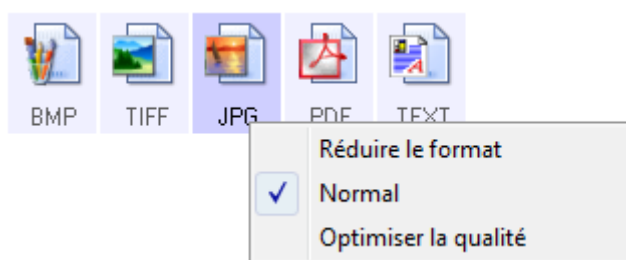 BMP TIFF JPG PDF TEXT
Réduire le format
Normal
Optimiser la qualité